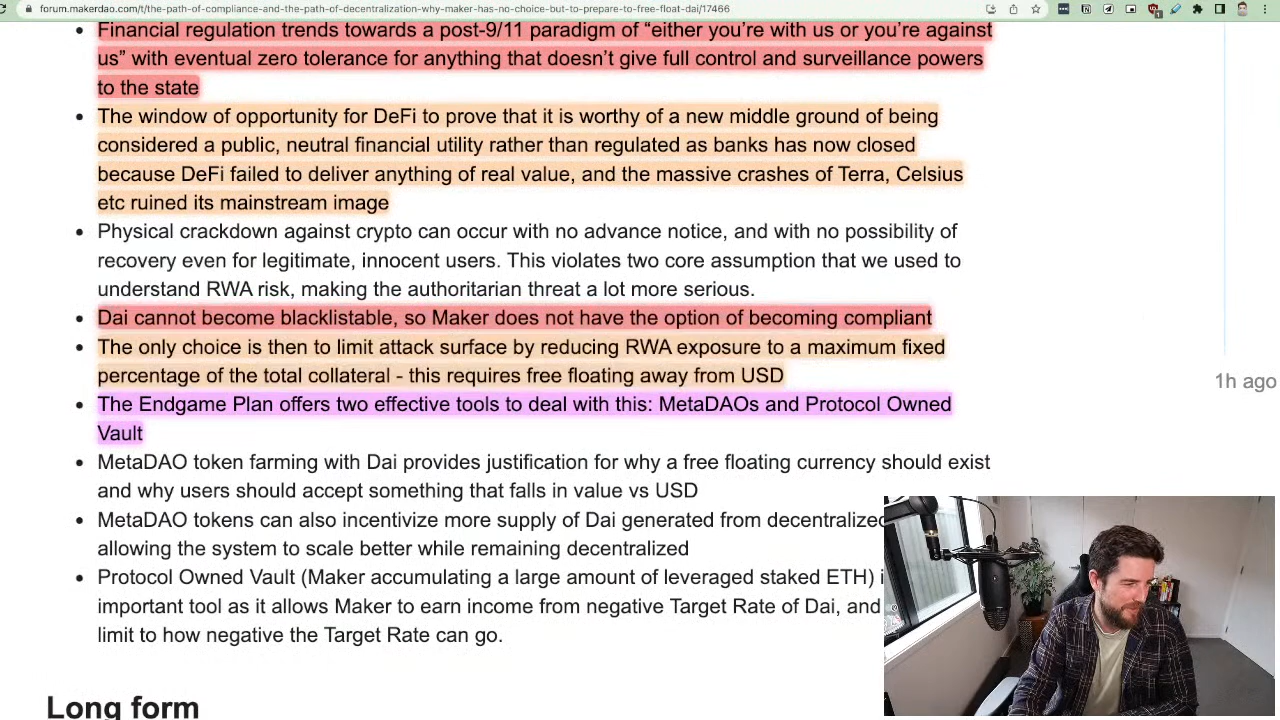 forum.makerdao.com/t/the-path-of-compliance-and-the-path-of-decentralization-why-maker-has-no-choice-but-to-prepare-to-free-float-dai/17466
• Financial regulation trends towards a post-9/11 paradigm of “either you’re with us or you’re against
us” with eventual zero tolerance for anything that doesn’t give full control and surveillance powers
to the state
• The window of opportunity for DeFi to prove that it is worthy of a new middle ground of being
considered a public, neutral financial utility rather than regulated as banks has now closed
because DeFi failed to deliver anything of real value, and the massive crashes of Terra, Celsius
etc ruined its mainstream image
• Physical crackdown against crypto can occur with no advance notice, and with no possibility of
recovery even for legitimate, innocent users. This violates two core assumption that we used to
understand RWA risk, making the authoritarian threat a lot more serious.
• Dai cannot become blacklistable, so Maker does not have the option of becoming compliant
• The only choice is then to limit attack surface by reducing RWA exposure to a maximum fixed
percentage of the total collateral - this requires free floating away from USD
1h ago
• The Endgame Plan offers two effective tools to deal with this: MetaDAOs and Protocol Owned
Vault
• MetaDAO token farming with Dai provides justification for why a free floating currency should exist
and why users should accept something that falls in value vs USD
• MetaDAO tokens can also incentivize more supply of Dai generated from decentralized
allowing the system to scale better while remaining decentralized
• Protocol Owned Vault (Maker accumulating a large amount of leveraged staked ETH)
important tool as it allows Maker to earn income from negative Target Rate of Dai, and
limit to how negative the Target Rate can go.
Long form